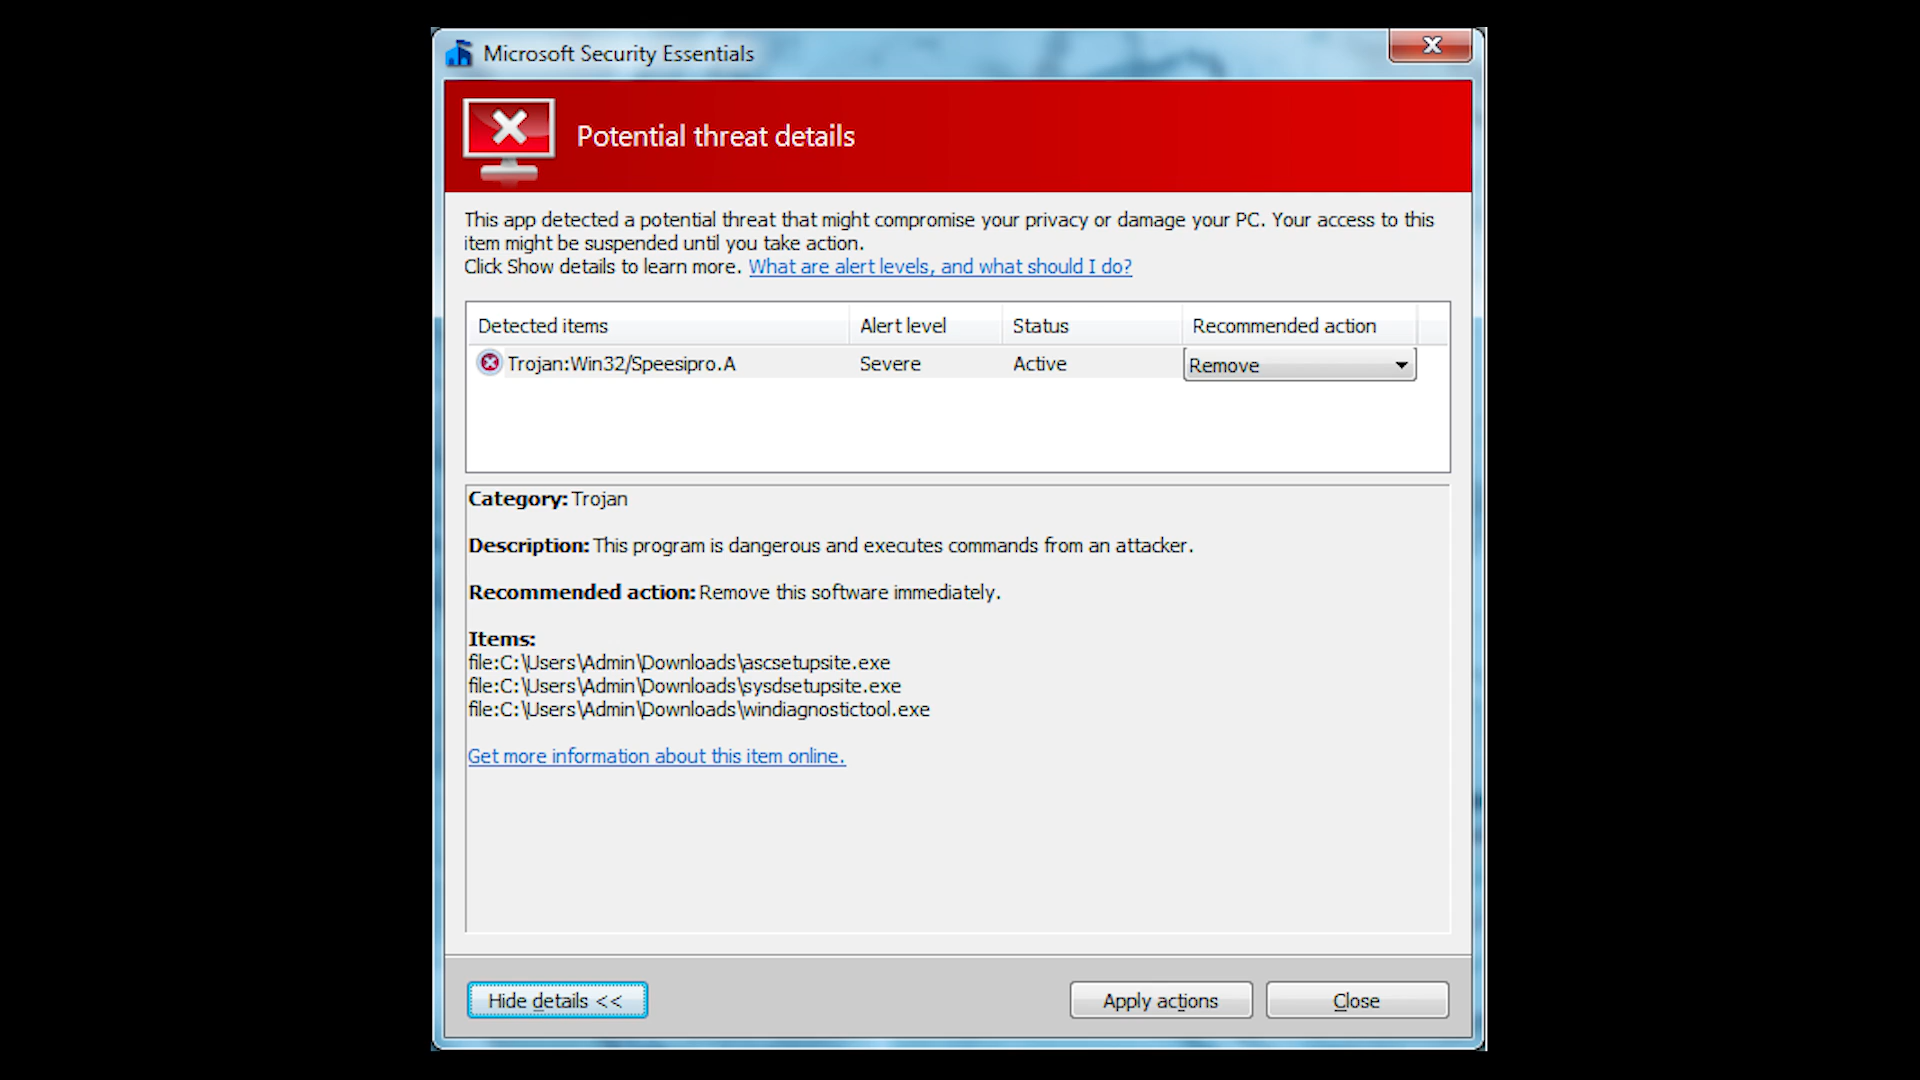 Microsoft Security Essentials
Potential threat details
This app detected a potential threat that might compromise your privacy or damage your PC. Your access to this
item might be suspended until you take action.
Click Show details to learn more. What are alert levels, and what should I do?
Detected items Alert level Status Recommended action
Trojan:Win32/Speesipro.A Severe Active Remove
Category: Trojan
Description: This program is dangerous and executes commands from an attacker.
Recommended action: Remove this software immediately.
Items:
file:C:\Users\Admin\Downloads\ascsetupsite.exe
file:C:\Users\Admin\Downloads\sysdsetupsite.exe
file:C:\Users\Admin\Downloads\windiagnostictool.exe
Get more information about this item online.
Hide details << Apply actions Close